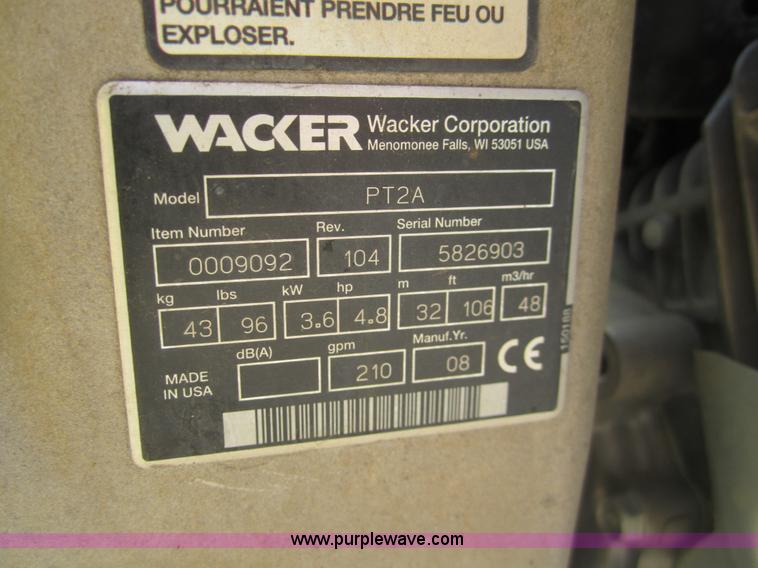 POURRAIENT PRENDRE FEU OU
EXPLOSER.
WACKER Wacker Corporation
Menomonee Falls, WI 53051 USA
Model PT2A
Item Number Rev. Serial Number
0009092 104 5826903
kg lbs kW hp m ft m3/hr
43 96 3.6 4.8 32 106 48
dB(A) gpm Manuf.Yr.
MADE
IN USA
210 08 CE
150188
www.purplewave.com